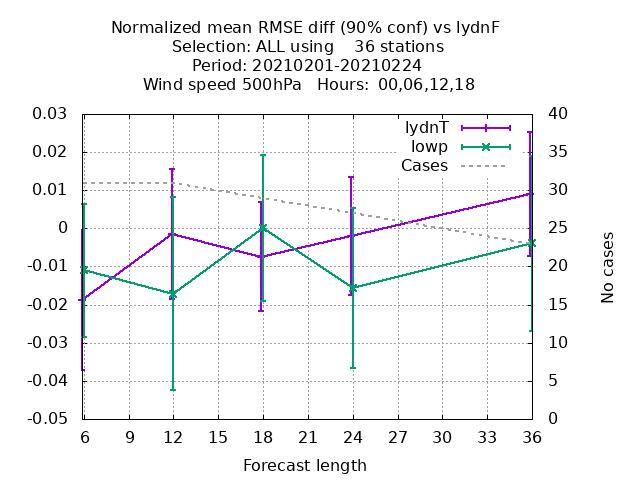 Normalized mean RMSE diff (90% conf) vs lydnF
Selection: ALL using    36 stations
Period: 20210201-20210224
Wind speed 500hPa   Hours:  00,06,12,18
0.03
0.02
0.01
0
-0.01
-0.02
-0.03
-0.04
-0.05
lydnT
lowp
Cases
40
35
30
25
20
15
10
5
0
No cases
6 9 12 15 18 21 24 27 30 33 36
Forecast length